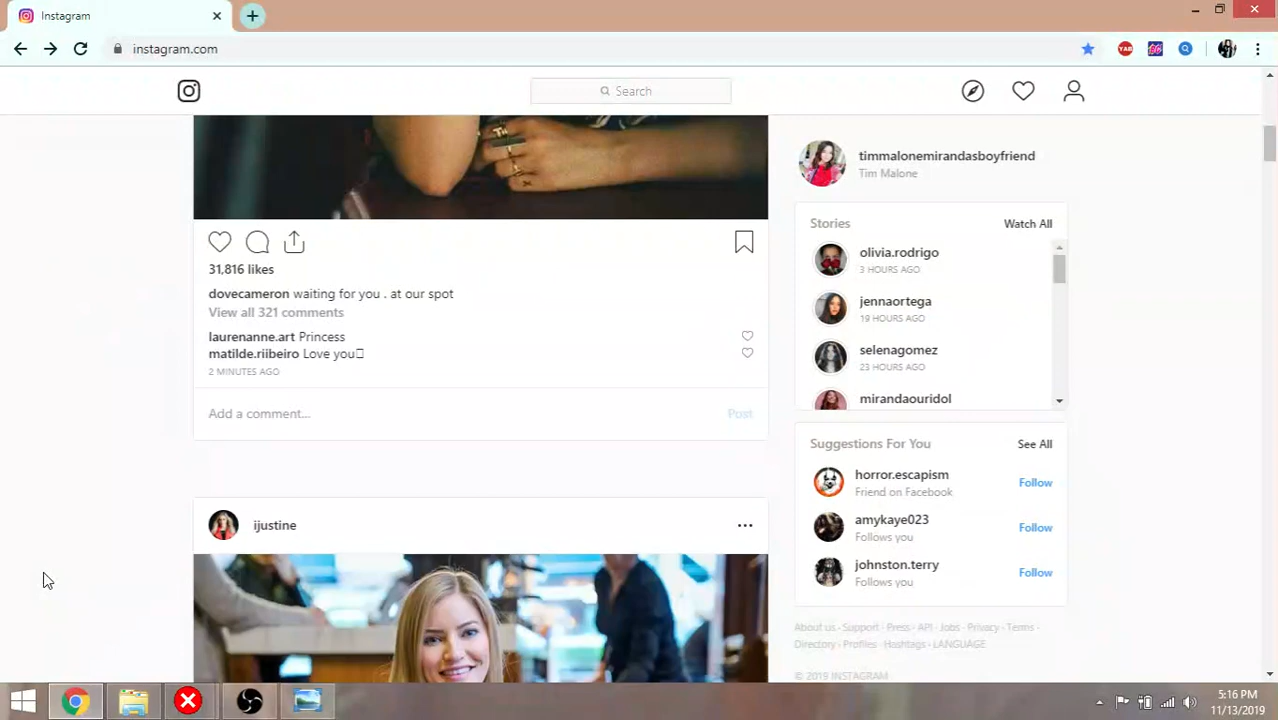 Instagram
instagram.com
YAB
Search
31,816 likes
dovecameron waiting for you . at our spot
View all 321 comments
laurenanne.art Princess
matilde.riibeiro Love you▯
2 MINUTES AGO
Add a comment...
Post
ijustine
timmalonemirandasboyfriend
Tim Malone
Stories
Watch All
olivia.rodrigo
3 HOURS AGO
jennaortega
19 HOURS AGO
selenagomez
23 HOURS AGO
mirandaouridol
Suggestions For You
See All
horror.escapism
Friend on Facebook
Follow
amykaye023
Follows you
Follow
johnston.terry
Follows you
Follow
About us · Support · Press · API · Jobs · Privacy · Terms ·
Directory · Profiles · Hashtags · LANGUAGE
© 2019 INSTAGRAM
5:16 PM
11/13/2019